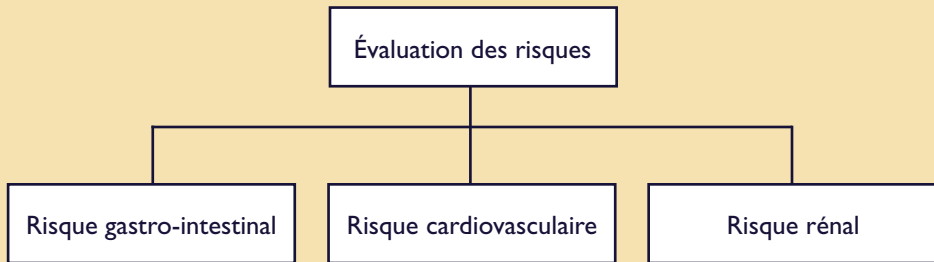 Évaluation des risques
Risque gastro-intestinal
Risque cardiovasculaire
Risque rénal